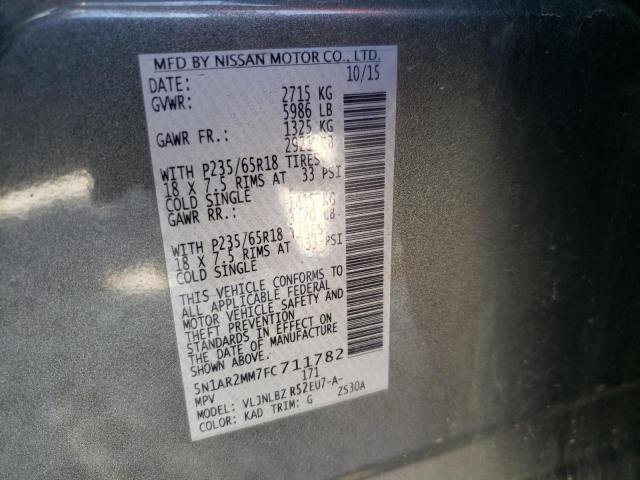 MFD BY NISSAN MOTOR CO., LTD.
DATE: 10/15
GVWR: 2715 KG
5986 LB
GAWR FR.: 1325 KG
WITH P235/65R18 TIRES
18 X 7.5 RIMS AT 33 PSI
COLD SINGLE
GAWR RR.: KG
WITH P235/65R18
18 X 7.5 RIMS AT 33 PSI
COLD SINGLE
THIS VEHICLE CONFORMS TO
ALL APPLICABLE FEDERAL
MOTOR VEHICLE SAFETY AND
THEFT PREVENTION
STANDARDS IN EFFECT ON
THE DATE OF MANUFACTURE
5N1AR2MM7FC711782
MPV 171
MODEL: VLJNLBZ R52EU7-A-
COLOR: KAD TRIM: G ZS30A